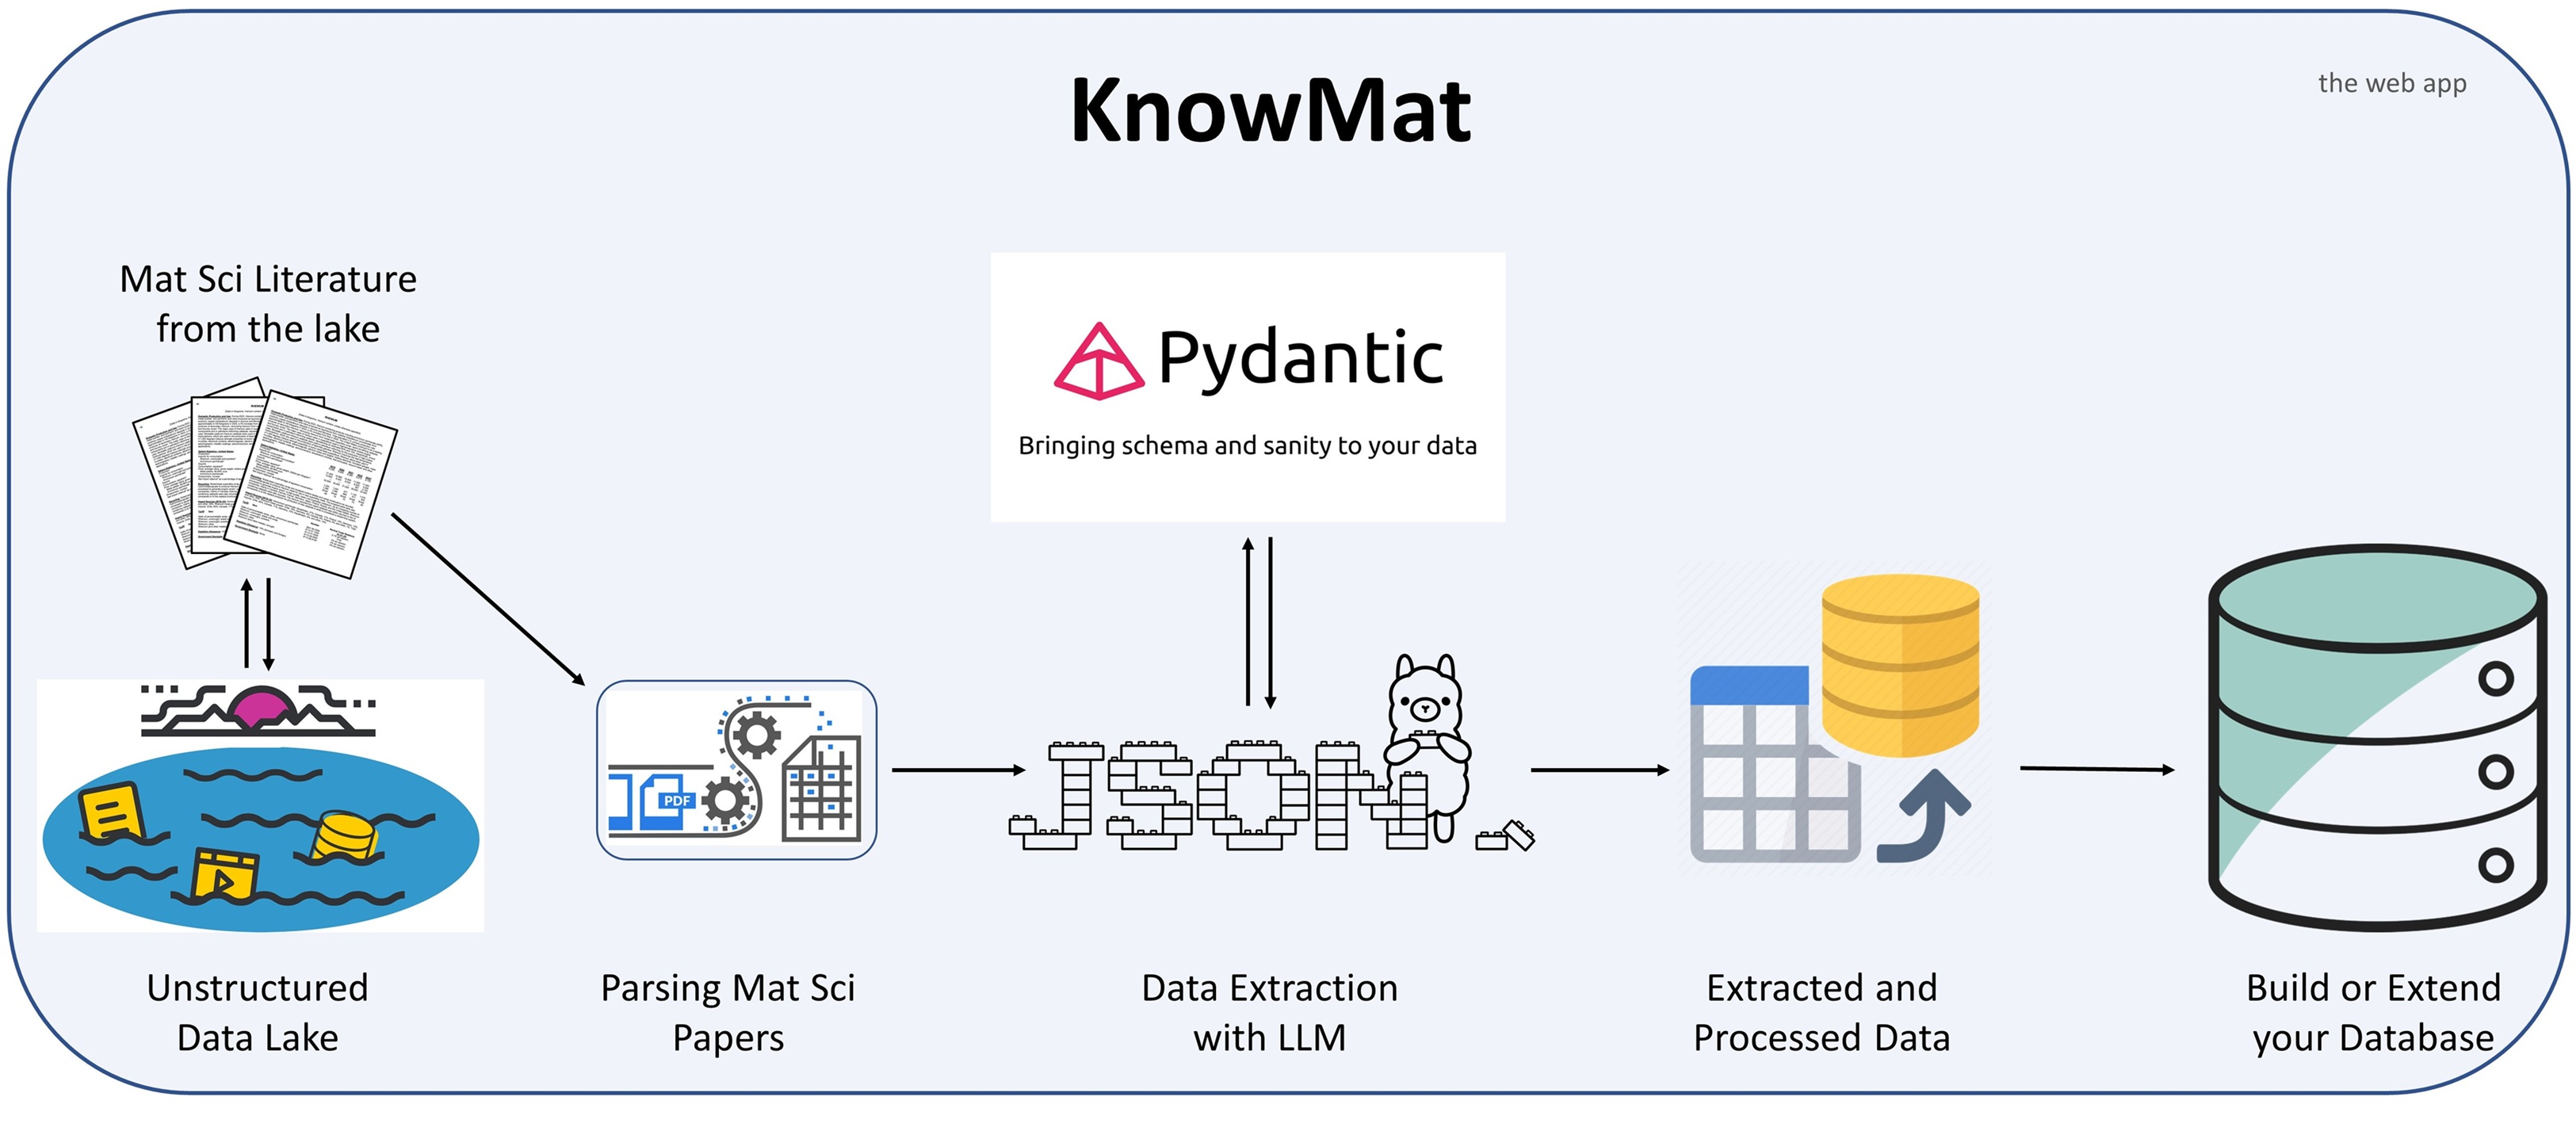 KnowMat
the web app
Mat Sci Literature
from the lake
Pydantic
Bringing schema and sanity to your data
PDF
JSON
Unstructured
Data Lake
Parsing Mat Sci
Papers
Data Extraction
with LLM
Extracted and
Processed Data
Build or Extend
your Database